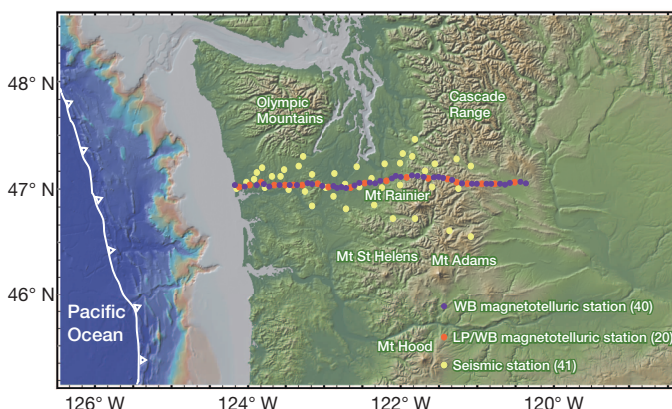 48° N
Olympic
Mountains
Cascade
Range
47° N
Mt Rainier
Mt St Helens
Mt Adams
46° N
Pacific
Ocean
WB magnetotelluric station (40)
Mt Hood
LP/WB magnetotelluric station (20)
Seismic station (41)
126° W
124° W
122° W
120° W